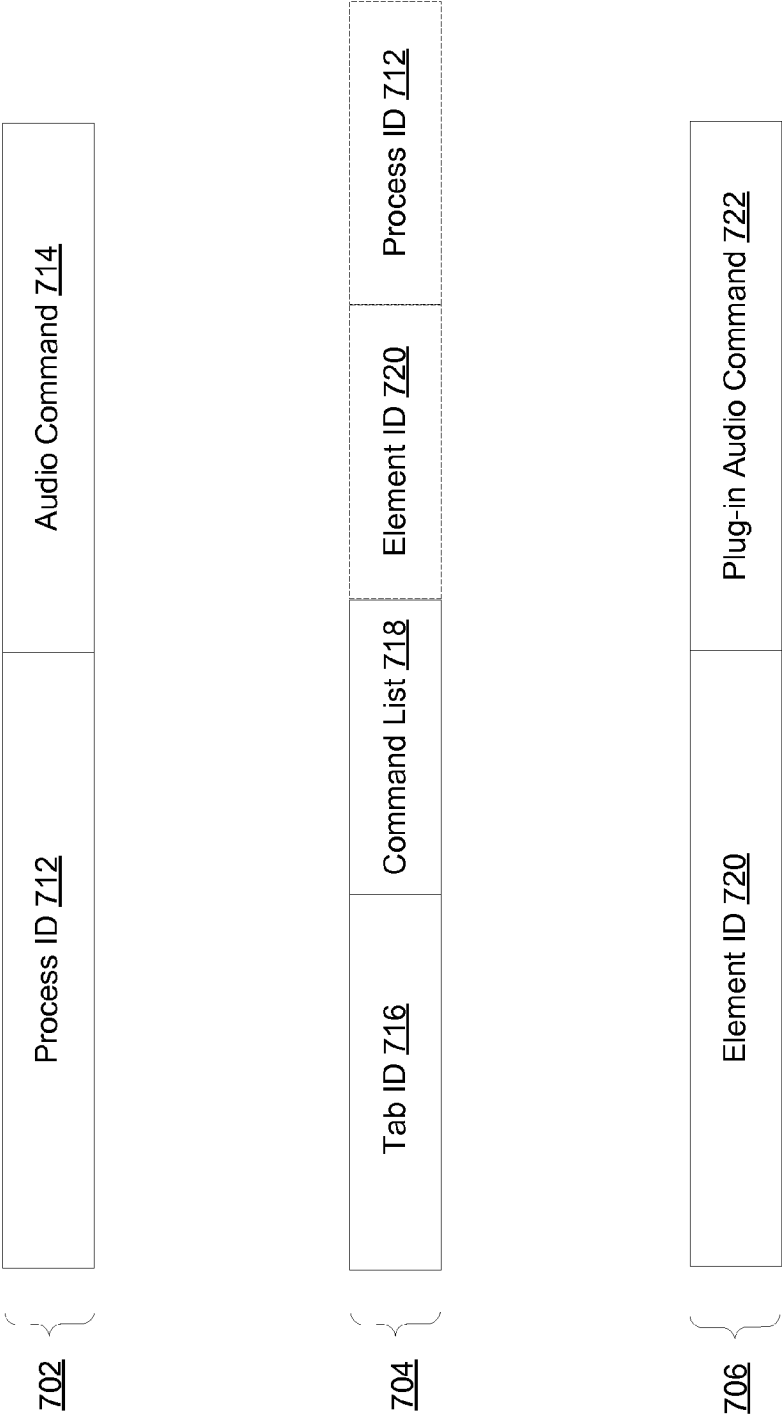 702
Process ID 712
Audio Command 714
704
Tab ID 716
Command List 718
Element ID 720
Process ID 712
706
Element ID 720
Plug-in Audio Command 722